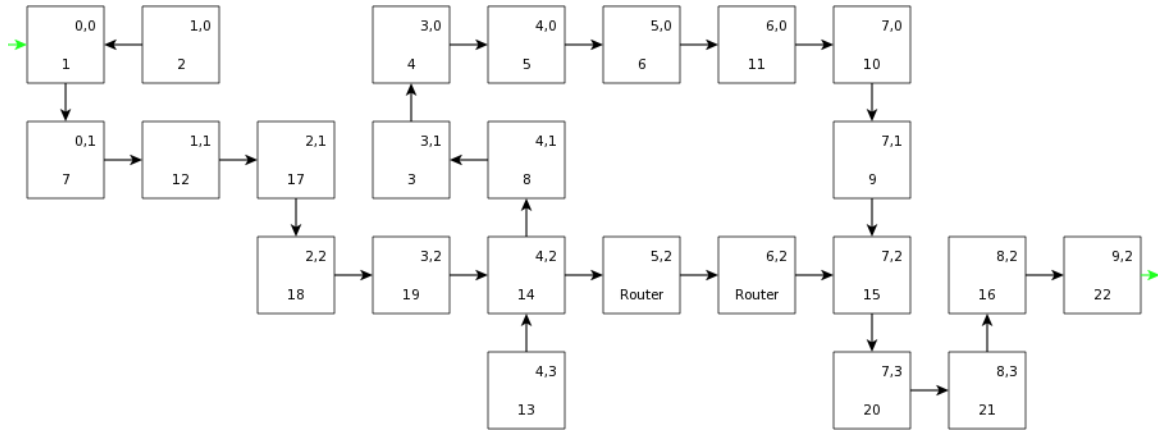 0,0 1,0 3,0 4,0 5,0 6,0 7,0
1 2 4 5 6 11 10
0,1 1,1 2,1 3,1 4,1 7,1
7 12 17 3 8 9
2,2 3,2 4,2 5,2 6,2 7,2 8,2 9,2
18 19 14 Router Router 15 16 22
4,3 7,3 8,3
13 20 21